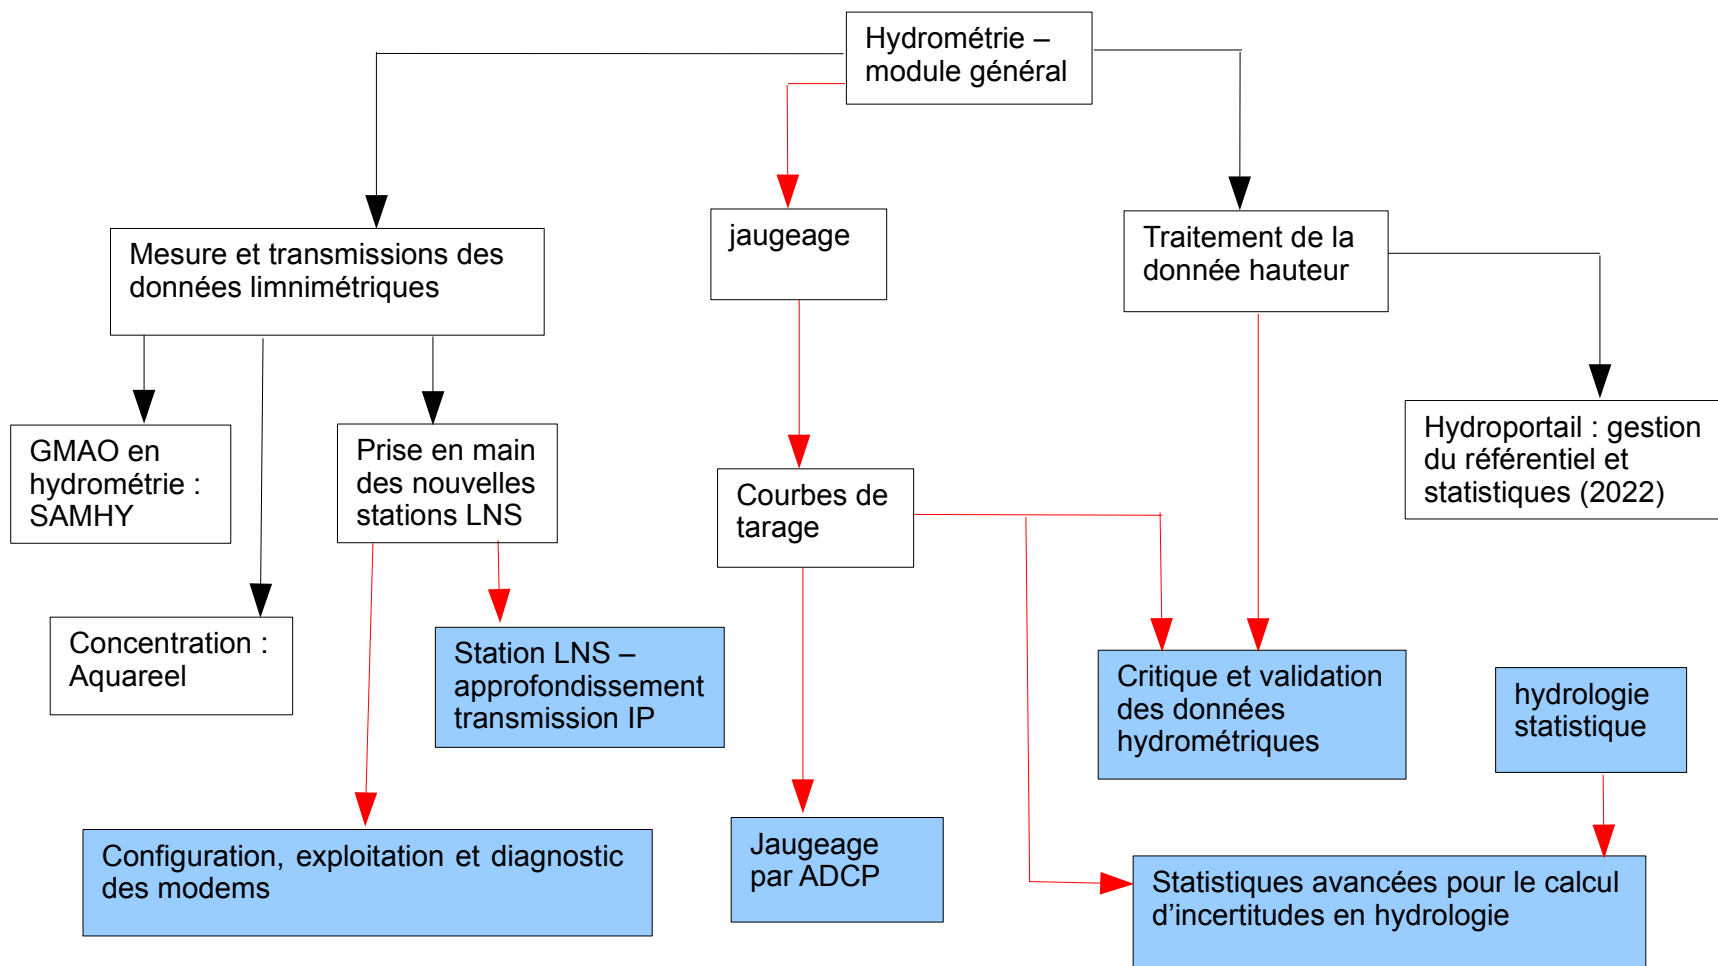 Hydrométrie –
module général
Mesure et transmissions des
données limnimétriques
jaugeage
Traitement de la
donnée hauteur
GMAO en
hydrométrie :
SAMHY
Prise en main
des nouvelles
stations LNS
Courbes de
tarage
Hydroportail : gestion
du référentiel et
statistiques (2022)
Concentration :
Aquareel
Station LNS –
approfondissement
transmission IP
Critique et validation
des données
hydrométriques
hydrologie
statistique
Configuration, exploitation et diagnostic
des modems
Jaugeage
par ADCP
Statistiques avancées pour le calcul
d’incertitudes en hydrologie